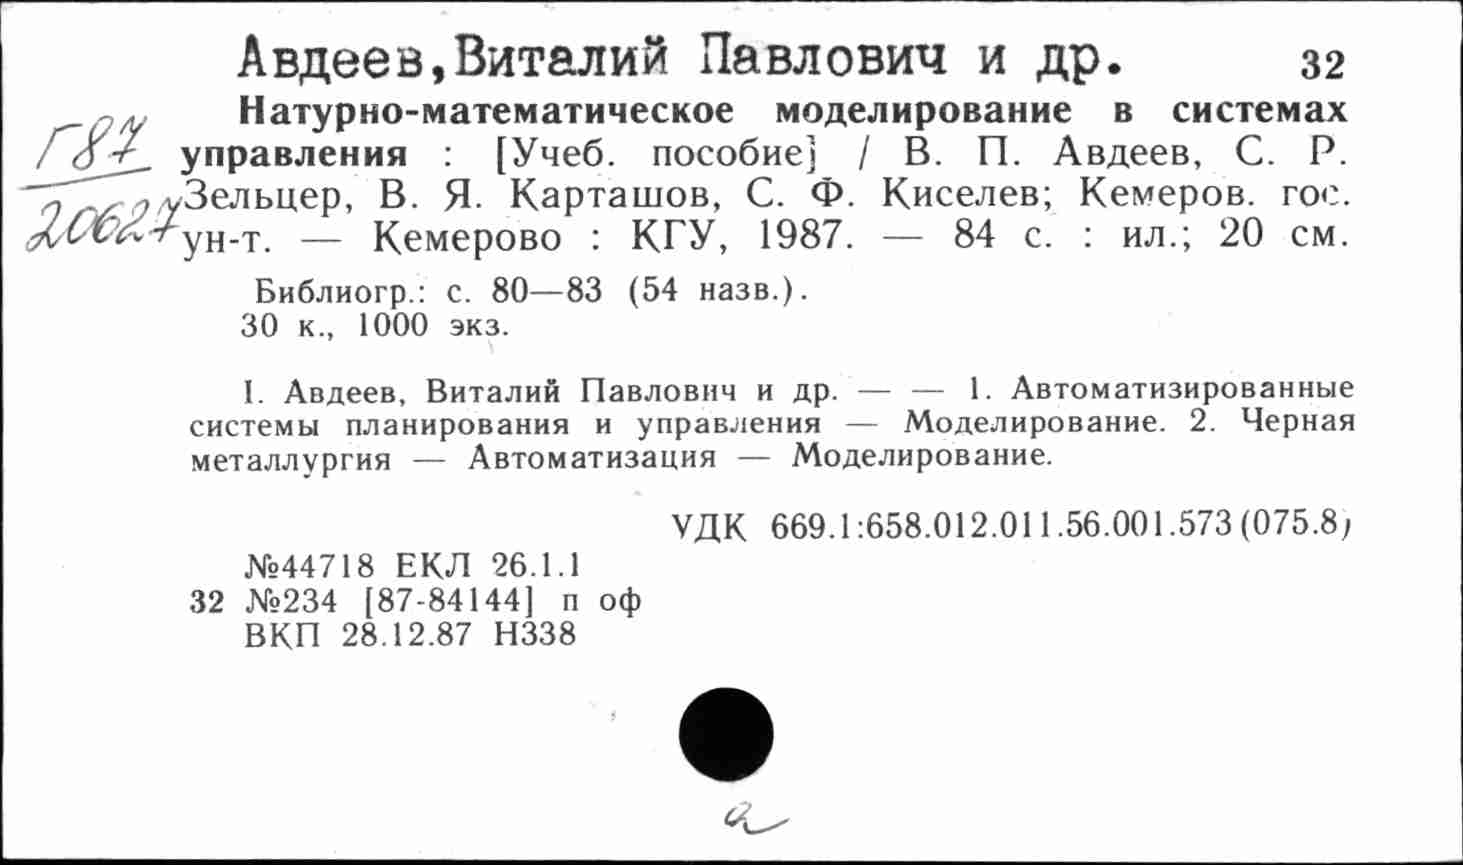 Авдеев,Виталий Павлович и др. 32
Натурно-математическое моделирование в системах
Г87
управления : [Учеб. пособие] / В. П. Авдеев, С. Р.
Зельцер, В. Я. Карташов, С. Ф. Киселев; Кемеров. гос.
20627
ун-т. — Кемерово : КГУ, 1987. — 84 с. : ил.; 20 см.
Библиогр.: с. 80—83 (54 назв.).
30 к., 1000 экз.
I. Авдеев, Виталий Павлович и др. — — 1. Автоматизированные
системы планирования и управления — Моделирование. 2. Черная
металлургия — Автоматизация — Моделирование.
УДК 669.1:658.012.011.56.001.573(075.8)
№44718 ЕКЛ 26.1.1
32 №234 [87-84144] п оф
ВКП 28.12.87 Н338
а